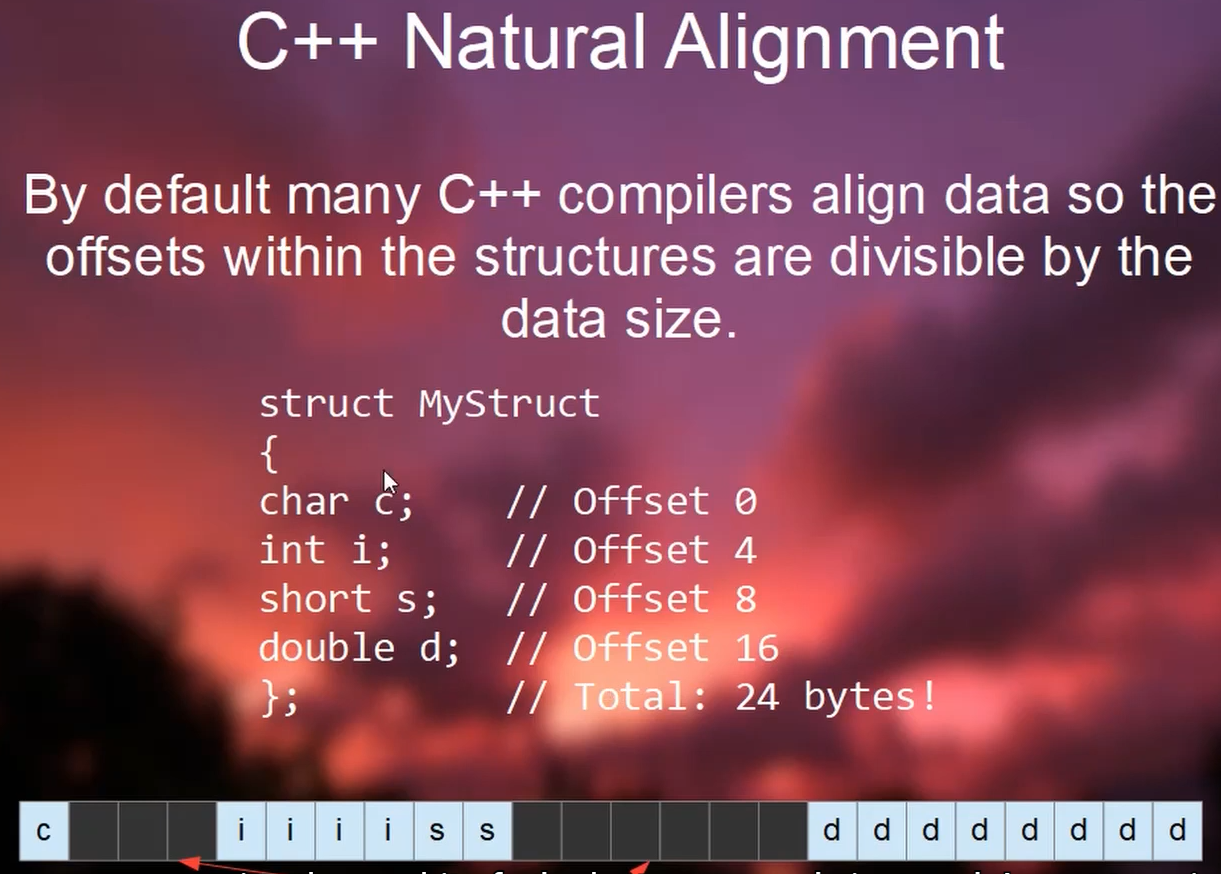 C++ Natural Alignment
By default many C++ compilers align data so the
offsets within the structures are divisible by the
data size.
struct MyStruct
{
char c;    // Offset 0
int i;     // Offset 4
short s;   // Offset 8
double d;  // Offset 16
};         // Total: 24 bytes!
c i i i i s s d d d d d d d d